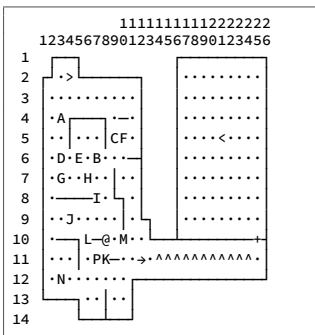 11111111112222222
12345678901234567890123456
1
2 · >
3 · · · · · · · · ·
4 A · –
5 · · · · · · CF ·
6 · D · E · B · · · –
7 · G · · H · · ·
8 · I · ·
9 · J · · · · · · ·
10 · L – @ · M + 
11 · · · PK – · → · ^^^^^^^^^^^
12 · N · · · · · ·
13 · · · ·
14
<